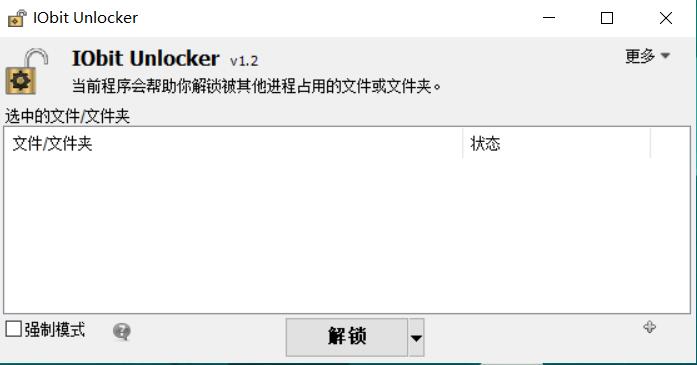 IObit Unlocker
IObit Unlocker v1.2
更多
当前程序会帮助你解锁被其他进程占用的文件或文件夹。
选中的文件/文件夹
文件/文件夹 状态
强制模式 ? 解锁